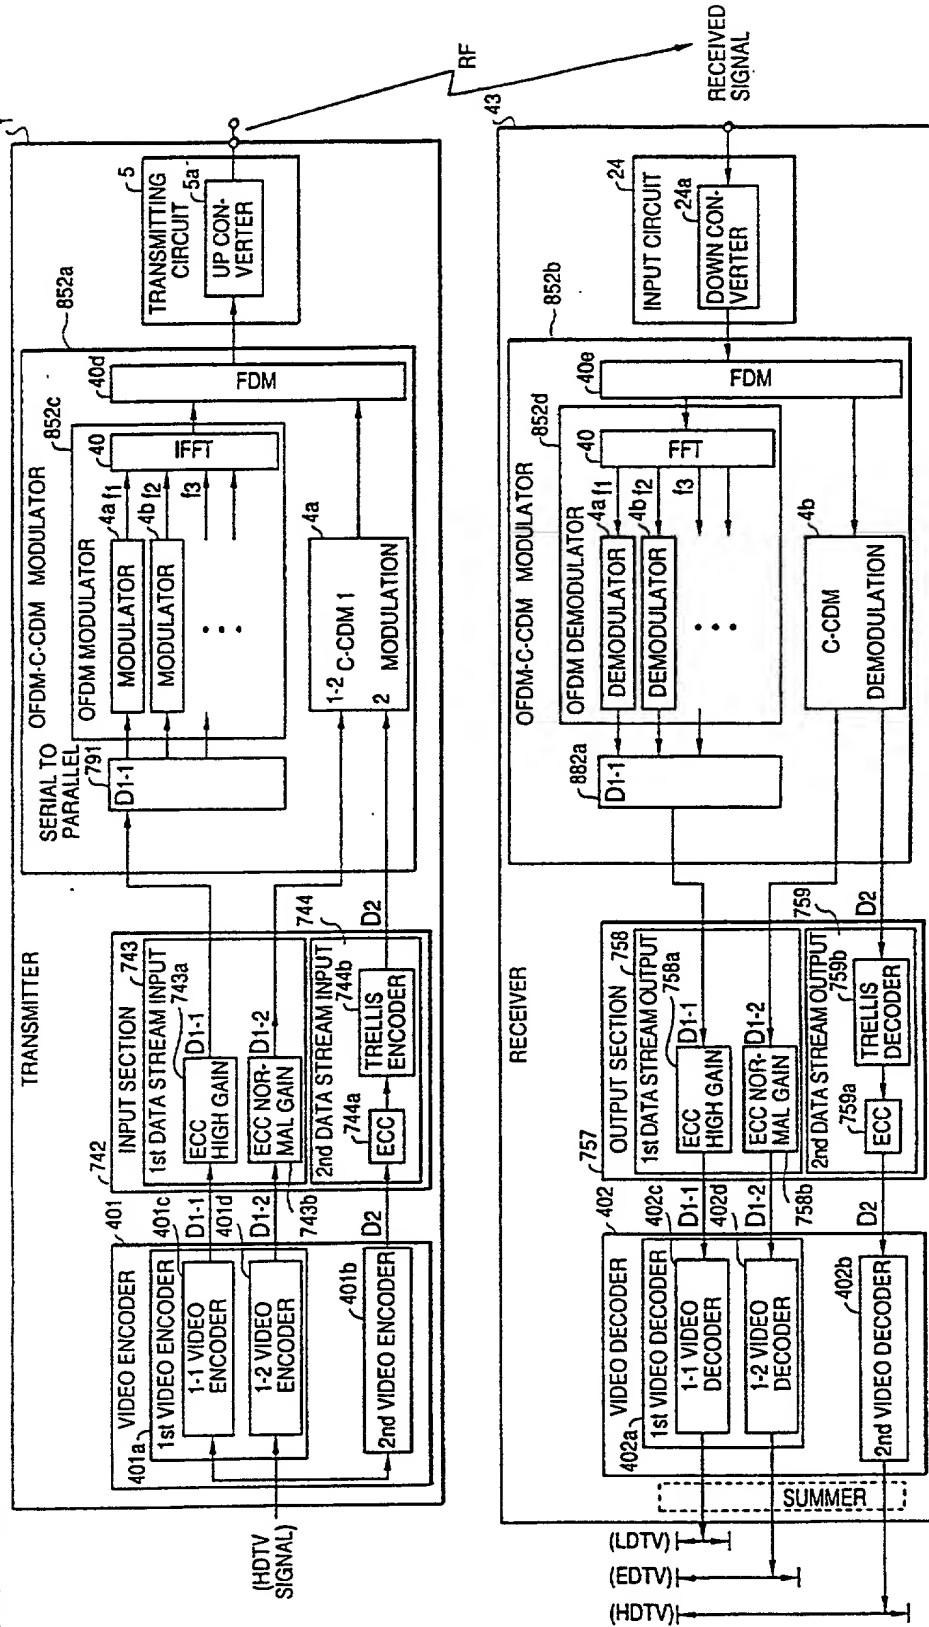 TRANSMITTER
1
(HDTV
SIGNAL)
VIDEO ENCODER
401
401a
1st VIDEO ENCODER
401c
1-1 VIDEO
ENCODER
401d
1-2 VIDEO
ENCODER
401b
2nd VIDEO ENCODER
D1-1
D1-2
D2
742
INPUT SECTION
743
1st DATA STREAM INPUT
743a
ECC
HIGH GAIN
D1-1
ECC NOR-
MAL GAIN
D1-2
743b
2nd DATA STREAM INPUT
744
744a
ECC
744b
TRELLIS
ENCODER
D2
SERIAL TO
PARALLEL
791
D1-1
OFDM-C-CDM MODULATOR
852a
OFDM MODULATOR
852c
MODULATOR
4a
f1
MODULATOR
4b
f2
f3
40
IFFT
1-2
C-CDM 1
2
MODULATION
4a
40d
FDM
TRANSMITTING
CIRCUIT
5
5a
UP CON-
VERTER
RF
RECEIVED
SIGNAL
RECEIVER
43
INPUT CIRCUIT
24
24a
DOWN CON-
VERTER
OFDM-C-CDM MODULATOR
852b
40e
FDM
OFDM DEMODULATOR
852d
40
FFT
DEMODULATOR
4a
f1
DEMODULATOR
4b
f2
f3
C-CDM
DEMODULATION
4b
882a
D1-1
757
OUTPUT SECTION
758
1st DATA STREAM OUTPUT
758a
ECC
HIGH GAIN
D1-1
ECC NOR-
MAL GAIN
D1-2
758b
2nd DATA STREAM OUTPUT
759
759a
ECC
759b
TRELLIS
DECODER
D2
VIDEO DECODER
402
402a
1st VIDEO DECODER
402c
1-1 VIDEO
DECODER
402d
1-2 VIDEO
DECODER
402b
2nd VIDEO DECODER
D1-1
D1-2
D2
SUMMER
(LDTV)
(EDTV)
(HDTV)